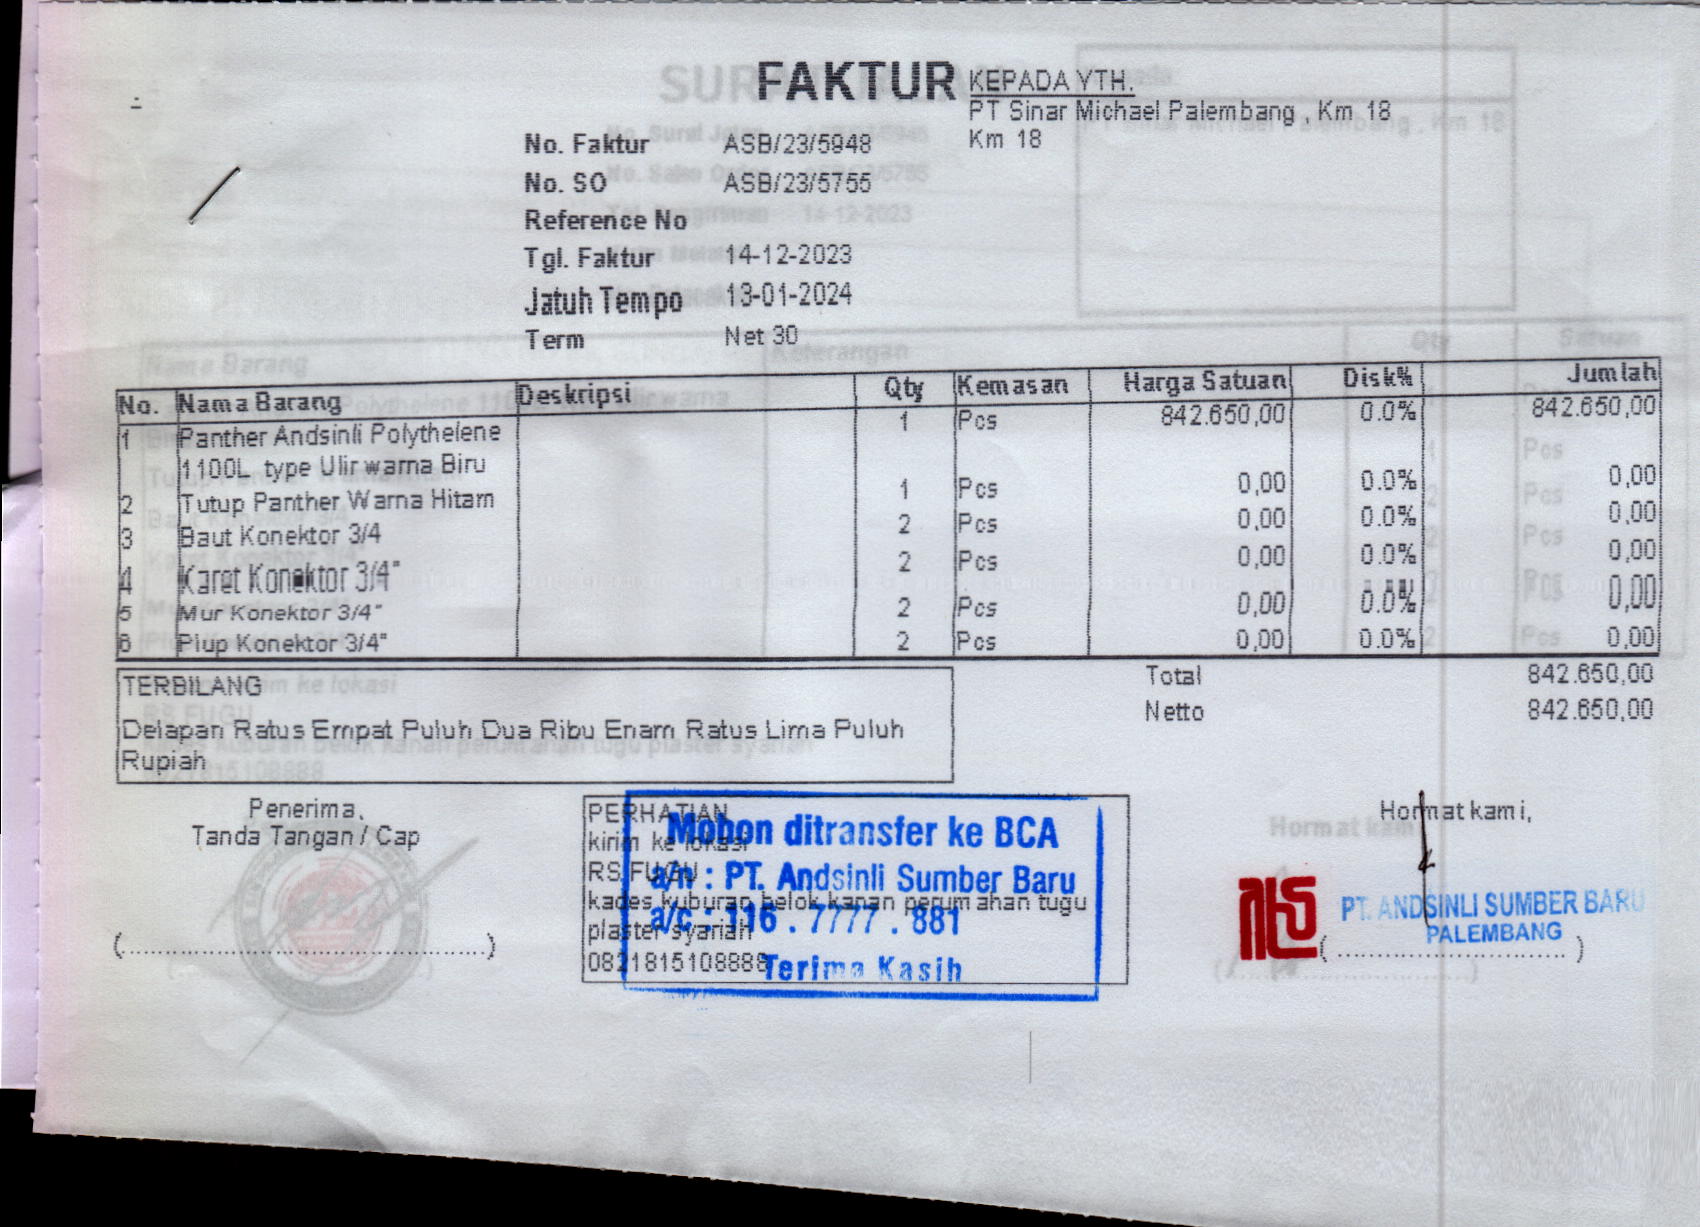 FAKTUR
KEPADA YTH.
PT Sinar Michael Palembang , Km 18
Km 18
No. Faktur ASB/23/5948
No. SO ASB/23/5755
Reference No
Tgl. Faktur 14-12-2023
Jatuh Tempo 13-01-2024
Term Net 30
No. Nama Barang Deskripsi Qty Kemasan Harga Satuan Disk% Jumlah
1 Panther Andsinli Polythelene 1 Pcs 842.650,00 0.0% 842.650,00
1100L type Ulir warna Biru
2 Tutup Panther Warna Hitam 1 Pcs 0,00 0.0% 0,00
3 Baut Konektor 3/4 2 Pcs 0,00 0.0% 0,00
4 Karet Konektor 3/4" 2 Pcs 0,00 0.0% 0,00
5 Mur Konektor 3/4" 2 Pcs 0,00 0.0% 0,00
6 Plup Konektor 3/4" 2 Pcs 0,00 0.0% 0,00
Total 842.650,00
Netto 842.650,00
TERBILANG
Delapan Ratus Empat Puluh Dua Ribu Enam Ratus Lima Puluh
Rupiah
Penerima,
Tanda Tangan / Cap
PERHATIAN
kirim ke lokasi
RS.FUGU
kades kuburan belok kanan perumahan tugu
plaster syariah
0821815108888
Mohon ditransfer ke BCA
a/n : PT. Andsinli Sumber Baru
a/c : 116 . 7777 . 881
Terima Kasih
Hormat kami,
PT. ANDSINLI SUMBER BARU
PALEMBANG